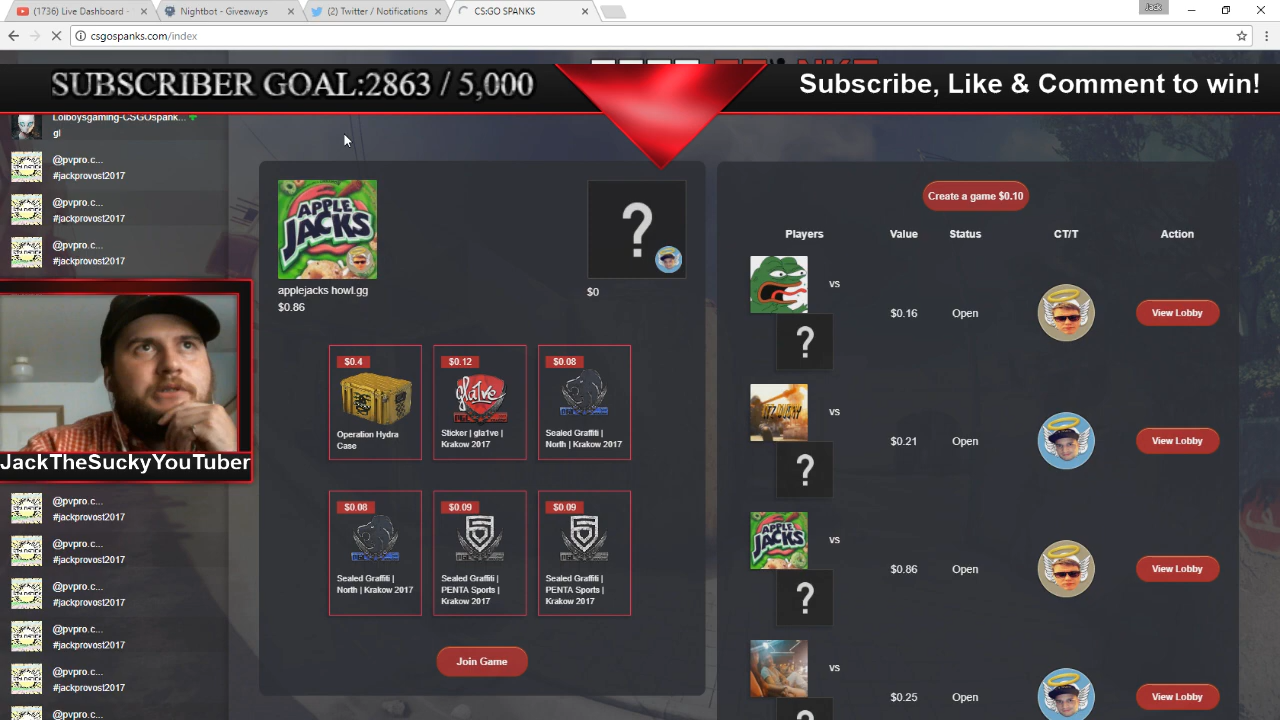 (1736) Live Dashboard -
Nightbot - Giveaways
(2) Twitter / Notifications
CS:GO SPANKS
Jack
csgospanks.com/index
SUBSCRIBER GOAL:2863 / 5,000
Subscribe, Like & Comment to win!
Lolboysgaming-CSGOspank...
gl
@pvpro.c...
#jackprovost2017
@pvpro.c...
#jackprovost2017
@pvpro.c...
#jackprovost2017
JackTheSuckyYouTuber
@pvpro.c...
#jackprovost2017
@pvpro.c...
#jackprovost2017
@pvpro.c...
#jackprovost2017
@pvpro.c...
#jackprovost2017
@pvpro.c...
#jackprovost2017
@pvpro.c...
APPLE
JACKS
?
applejacks howl.gg
$0.86
$0
$0.4
Operation Hydra
Case
$0.12
gla1ve
Sticker | gla1ve |
Krakow 2017
$0.08
Sealed Graffiti |
North | Krakow 2017
$0.08
Sealed Graffiti |
North | Krakow 2017
$0.09
Sealed Graffiti |
PENTA Sports |
Krakow 2017
$0.09
Sealed Graffiti |
PENTA Sports |
Krakow 2017
Join Game
Create a game $0.10
Players Value Status CT/T Action
vs
?
$0.16 Open View Lobby
vs
?
$0.21 Open View Lobby
APPLE
JACKS
vs
?
$0.86 Open View Lobby
vs
?
$0.25 Open View Lobby